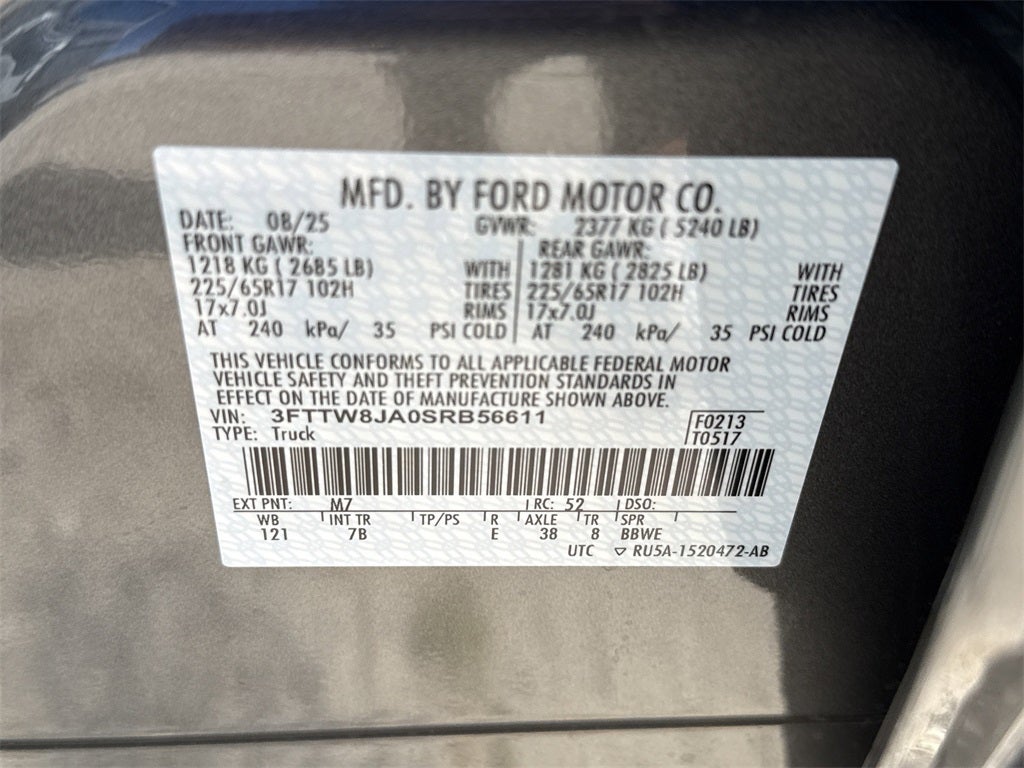 MFD. BY FORD MOTOR CO.
DATE: 08/25 GVWR: 2377 KG ( 5240 LB)
FRONT GAWR: REAR GAWR:
1218 KG ( 2685 LB) WITH 1281 KG ( 2825 LB) WITH
225/65R17 102H TIRES 225/65R17 102H TIRES
17x7.0J RIMS 17x7.0J RIMS
AT 240 kPa/ 35 PSI COLD AT 240 kPa/ 35 PSI COLD
THIS VEHICLE CONFORMS TO ALL APPLICABLE FEDERAL MOTOR
VEHICLE SAFETY AND THEFT PREVENTION STANDARDS IN
EFFECT ON THE DATE OF MANUFACTURE SHOWN ABOVE.
VIN: 3FTTW8JA0SRB56611 F0213
TYPE: Truck T0517
EXT PNT: M7 RC: 52 DSO:
WB INT TR TP/PS R AXLE TR SPR
121 7B E 38 8 BBWE
UTC ▽ RU5A-1520472-AB